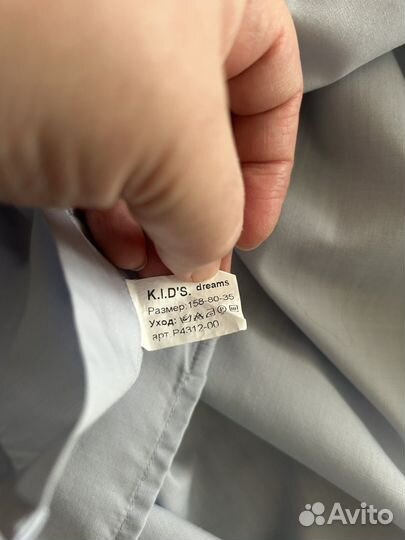 K.I.D'S. dreams
Размер: 158-80-35
Уход:
арт.Р4312-00
Avito